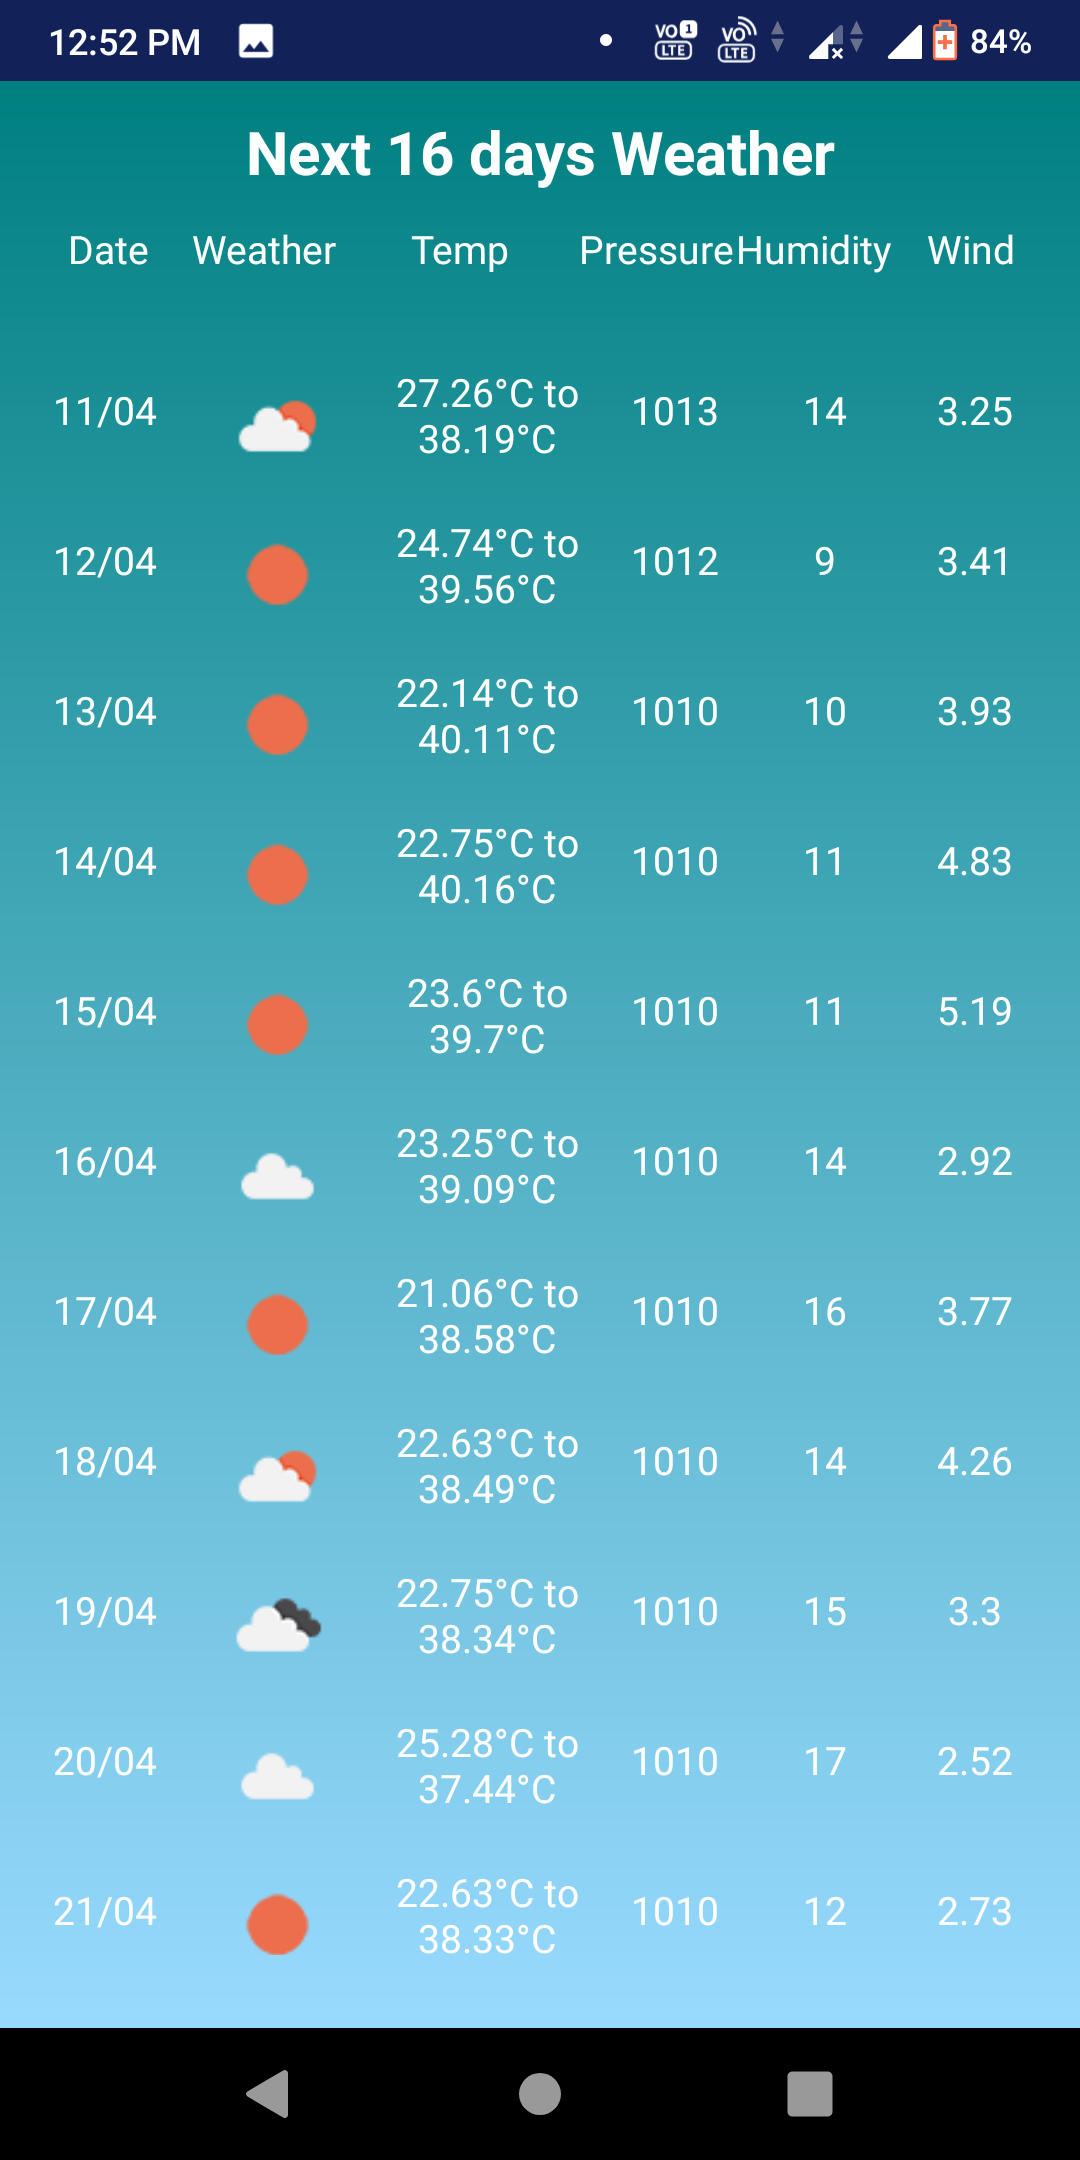 12:52 PM VO 1 LTE VO LTE 84%
Next 16 days Weather
Date Weather Temp Pressure Humidity Wind
11/04 27.26°C to 38.19°C 1013 14 3.25
12/04 24.74°C to 39.56°C 1012 9 3.41
13/04 22.14°C to 40.11°C 1010 10 3.93
14/04 22.75°C to 40.16°C 1010 11 4.83
15/04 23.6°C to 39.7°C 1010 11 5.19
16/04 23.25°C to 39.09°C 1010 14 2.92
17/04 21.06°C to 38.58°C 1010 16 3.77
18/04 22.63°C to 38.49°C 1010 14 4.26
19/04 22.75°C to 38.34°C 1010 15 3.3
20/04 25.28°C to 37.44°C 1010 17 2.52
21/04 22.63°C to 38.33°C 1010 12 2.73